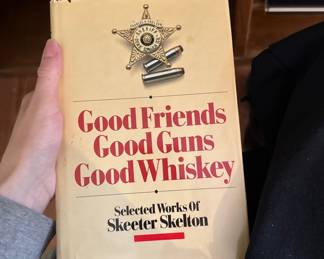 Good Friends
Good Guns
Good Whiskey
Selected Works Of
Skeeter Skelton